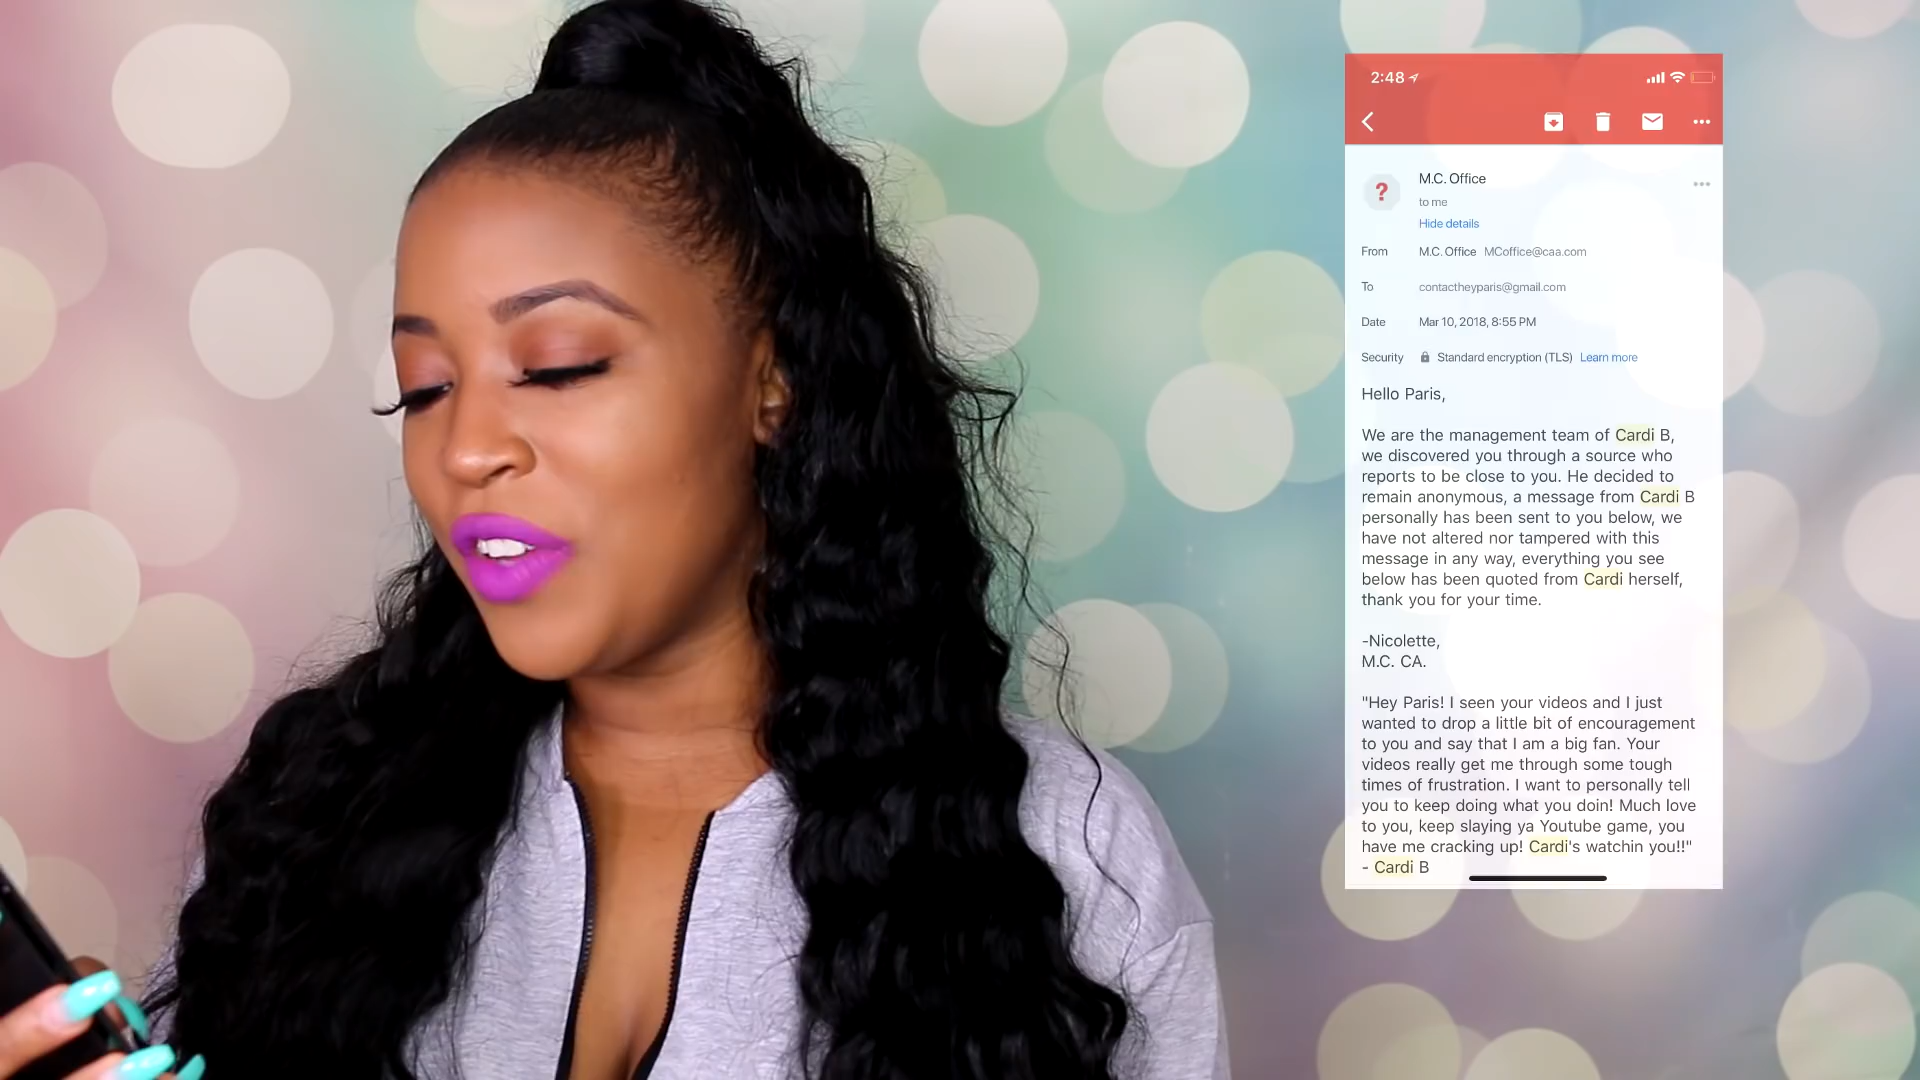 2:48
M.C. Office
to me
Hide details
From M.C. Office MCoffice@caa.com
To contactheyparis@gmail.com
Date Mar 10, 2018, 8:55 PM
Security Standard encryption (TLS) Learn more
Hello Paris,
We are the management team of Cardi B,
we discovered you through a source who
reports to be close to you. He decided to
remain anonymous, a message from Cardi B
personally has been sent to you below, we
have not altered nor tampered with this
message in any way, everything you see
below has been quoted from Cardi herself,
thank you for your time.
-Nicolette,
M.C. CA.
"Hey Paris! I seen your videos and I just
wanted to drop a little bit of encouragement
to you and say that I am a big fan. Your
videos really get me through some tough
times of frustration. I want to personally tell
you to keep doing what you doin! Much love
to you, keep slaying ya Youtube game, you
have me cracking up! Cardi's watchin you!!"
- Cardi B